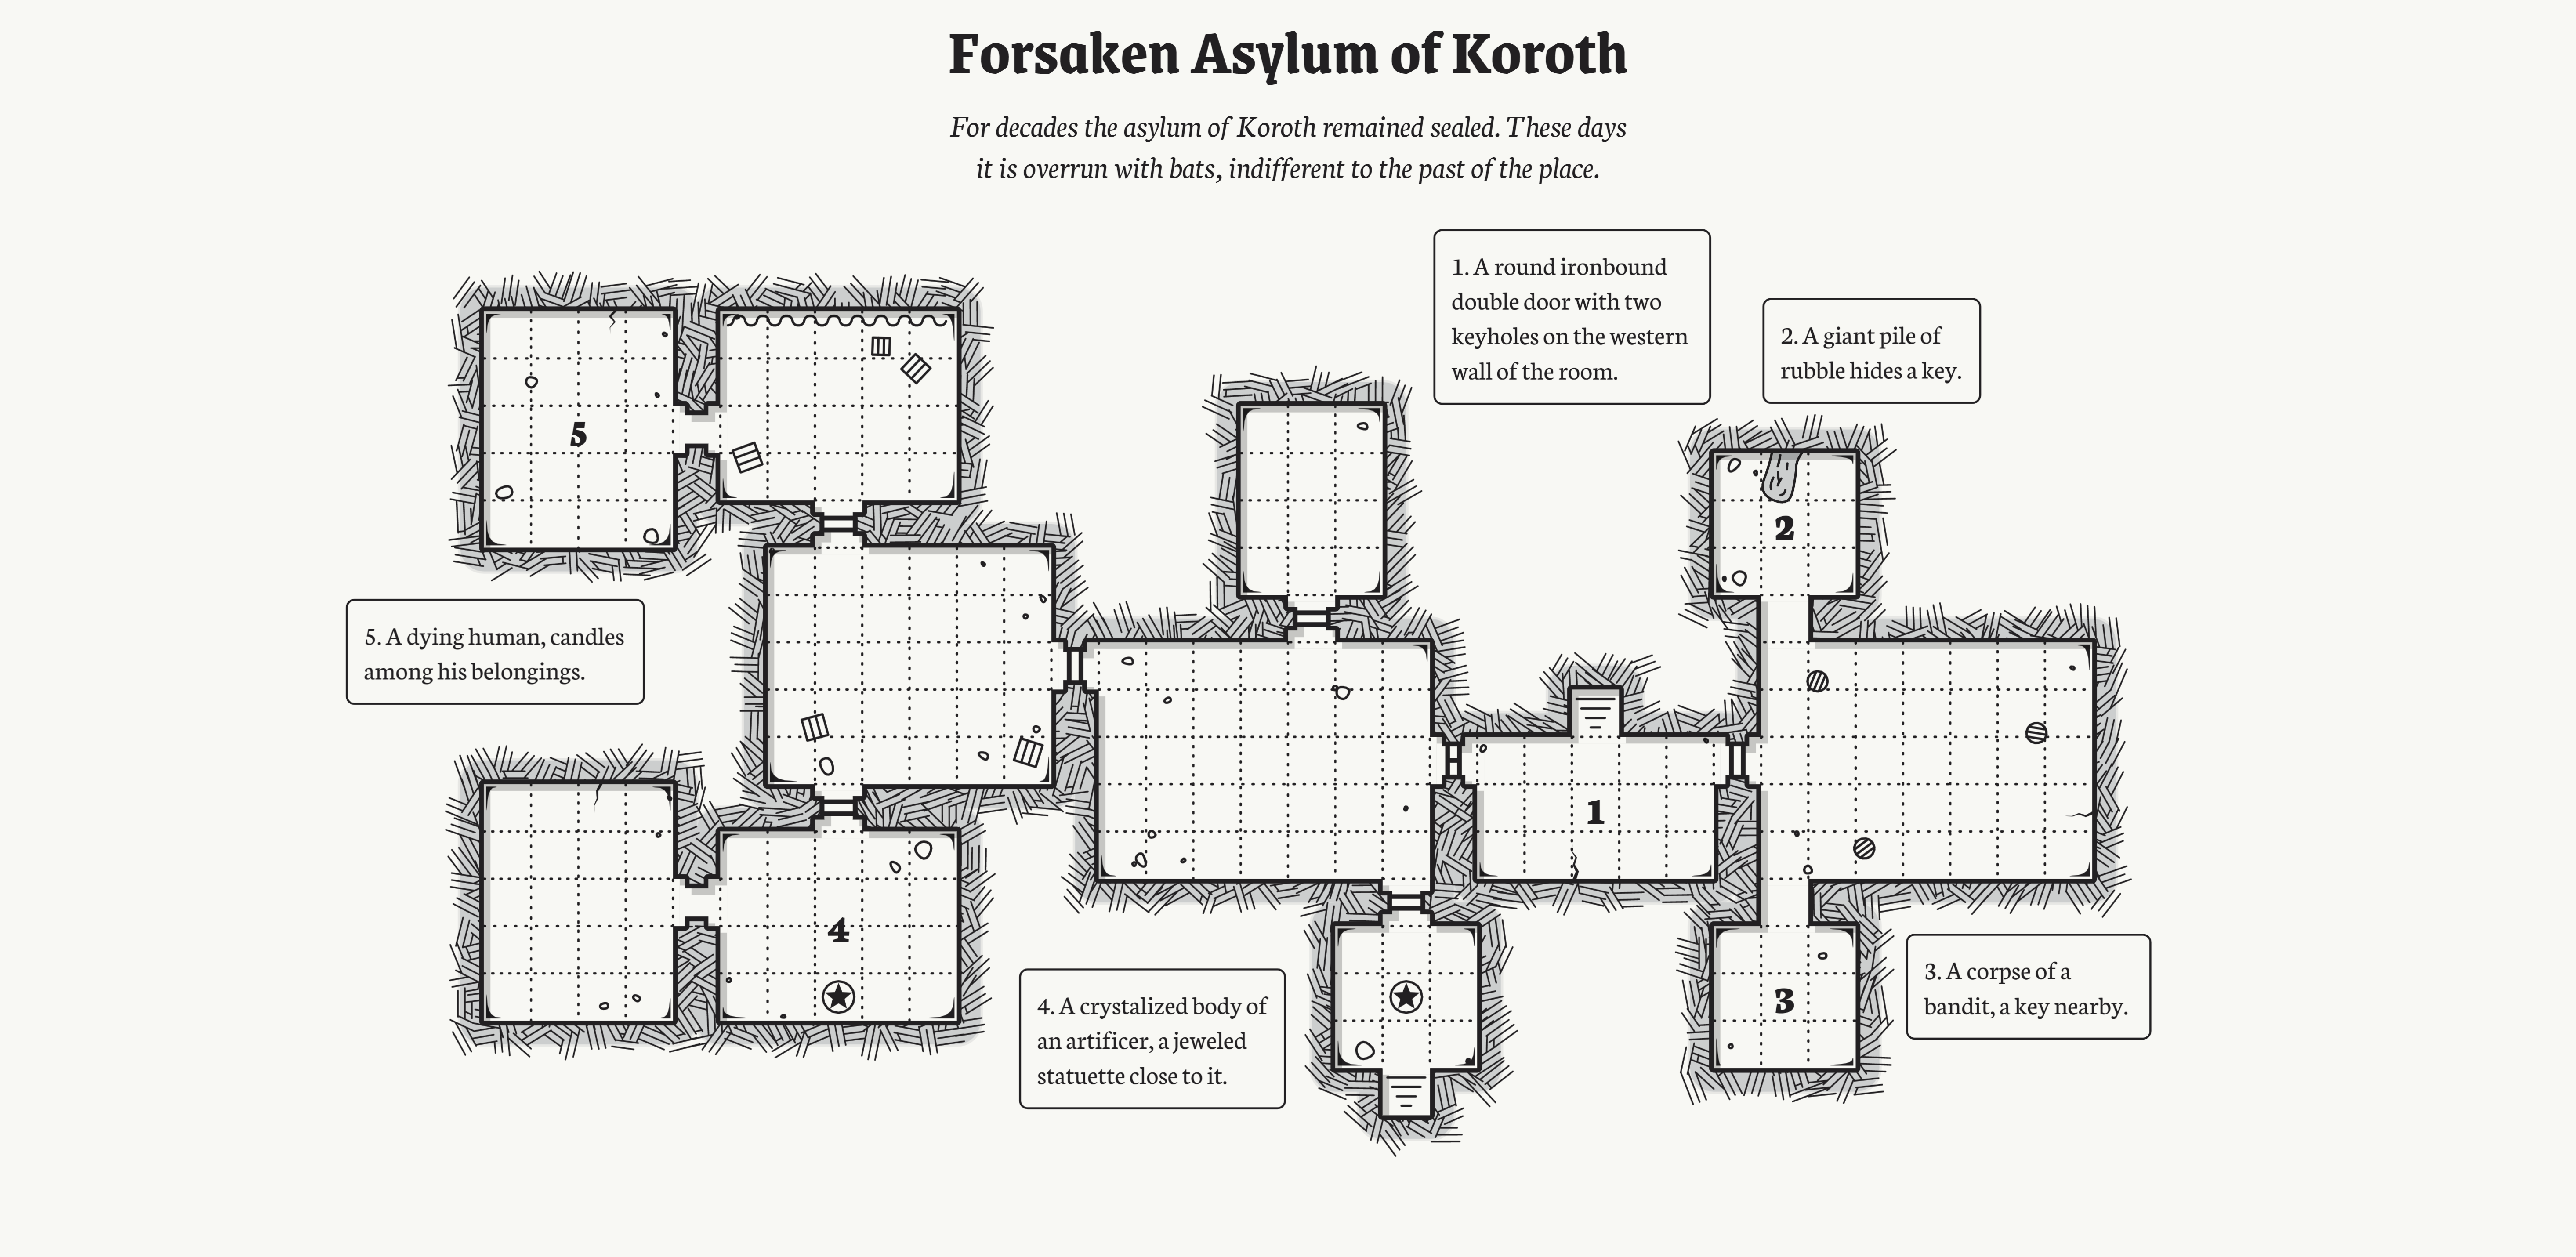 Forsaken Asylum of Koroth
For decades the asylum of Koroth remained sealed. These days
it is overrun with bats, indifferent to the past of the place.
1. A round ironbound
double door with two
keyholes on the western
wall of the room.
2. A giant pile of
rubble hides a key.
5
2
5. A dying human, candles
among his belongings.
1
4
3
3. A corpse of a
bandit, a key nearby.
4. A crystalized body of
an artificer, a jeweled
statuette close to it.